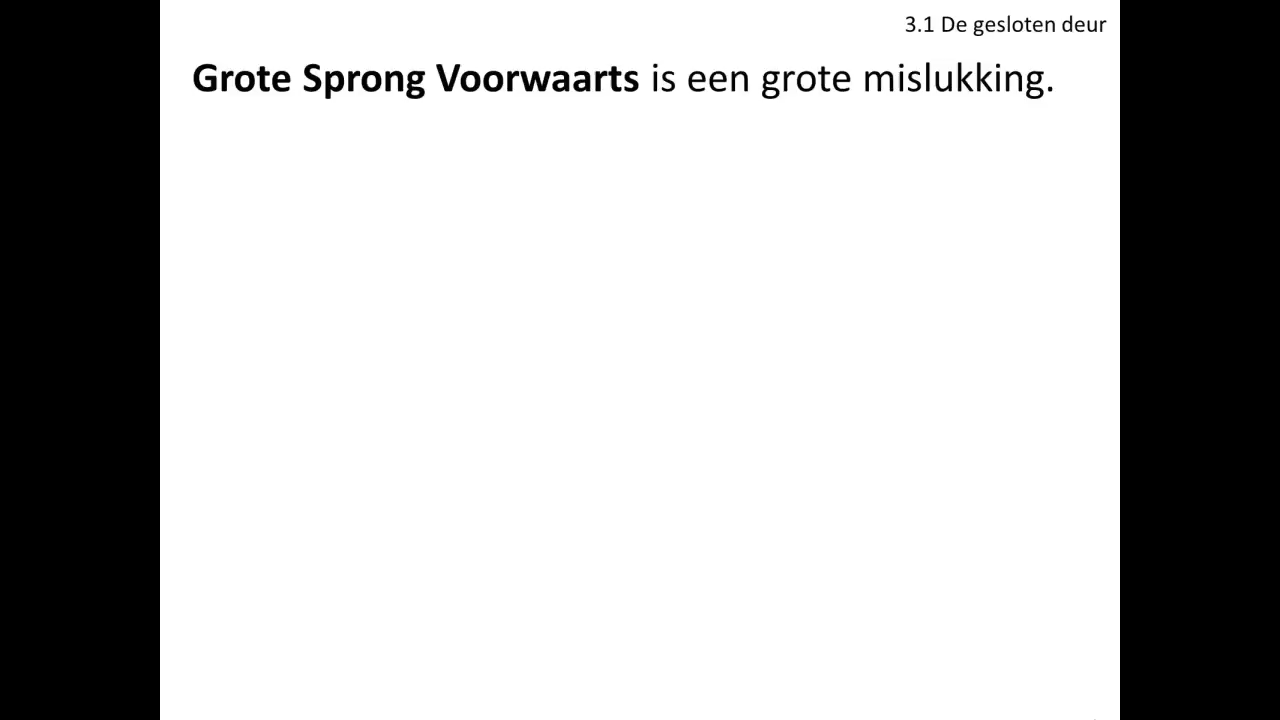 3.1 De gesloten deur
Grote Sprong Voorwaarts is een grote mislukking.